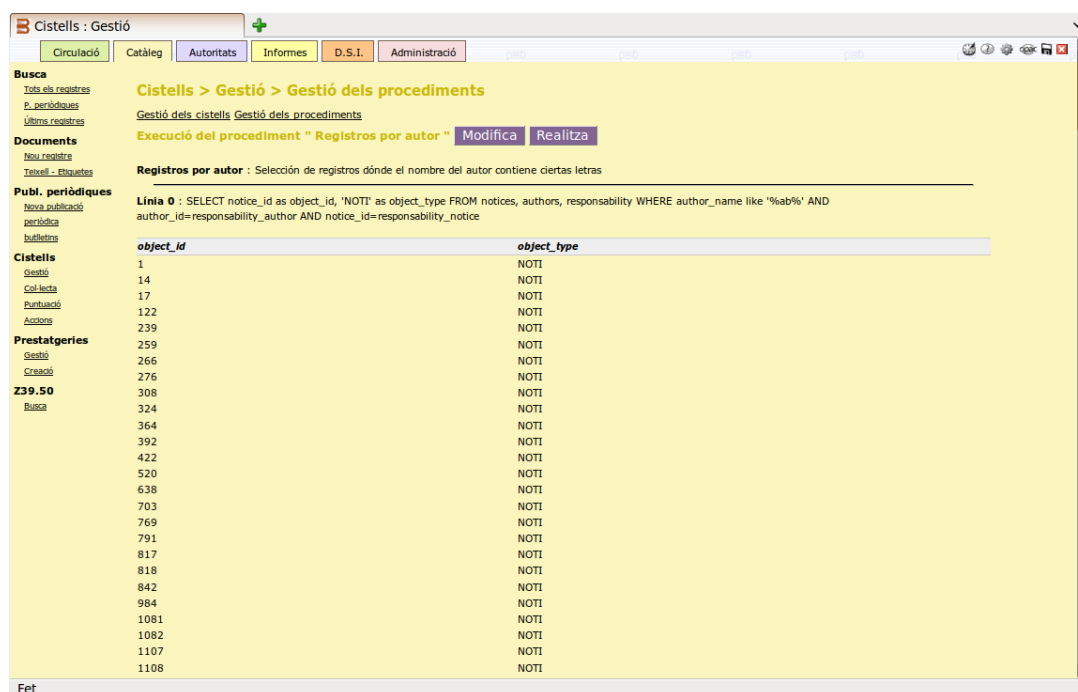 Cistells : Gestió
Circulació Catàleg Autoritats Informes D.S.I. Administració
Busca
Tots els registres
P. periòdiques
Últims registres
Documents
Nou registre
Teixell - Etiquetes
Publ. periòdiques
Nova publicació
periòdica
butlletins
Cistells
Gestió
Col·lecta
Puntuació
Accions
Prestatgeries
Gestió
Creació
Z39.50
Busca
Cistells > Gestió > Gestió dels procediments
Gestió dels cistells Gestió dels procediments
Execució del procediment " Registros por autor " Modifica Realitza
Registros por autor : Selección de registros dónde el nombre del autor contiene ciertas letras
Línia 0 : SELECT notice_id as object_id, 'NOTI' as object_type FROM notices, authors, responsability WHERE author_name like '%ab%' AND
author_id=responsability_author AND notice_id=responsability_notice
object_id object_type
1 NOTI
14 NOTI
17 NOTI
122 NOTI
239 NOTI
259 NOTI
266 NOTI
276 NOTI
308 NOTI
324 NOTI
364 NOTI
392 NOTI
422 NOTI
520 NOTI
638 NOTI
703 NOTI
769 NOTI
791 NOTI
817 NOTI
818 NOTI
842 NOTI
984 NOTI
1081 NOTI
1082 NOTI
1107 NOTI
1108 NOTI
Fet